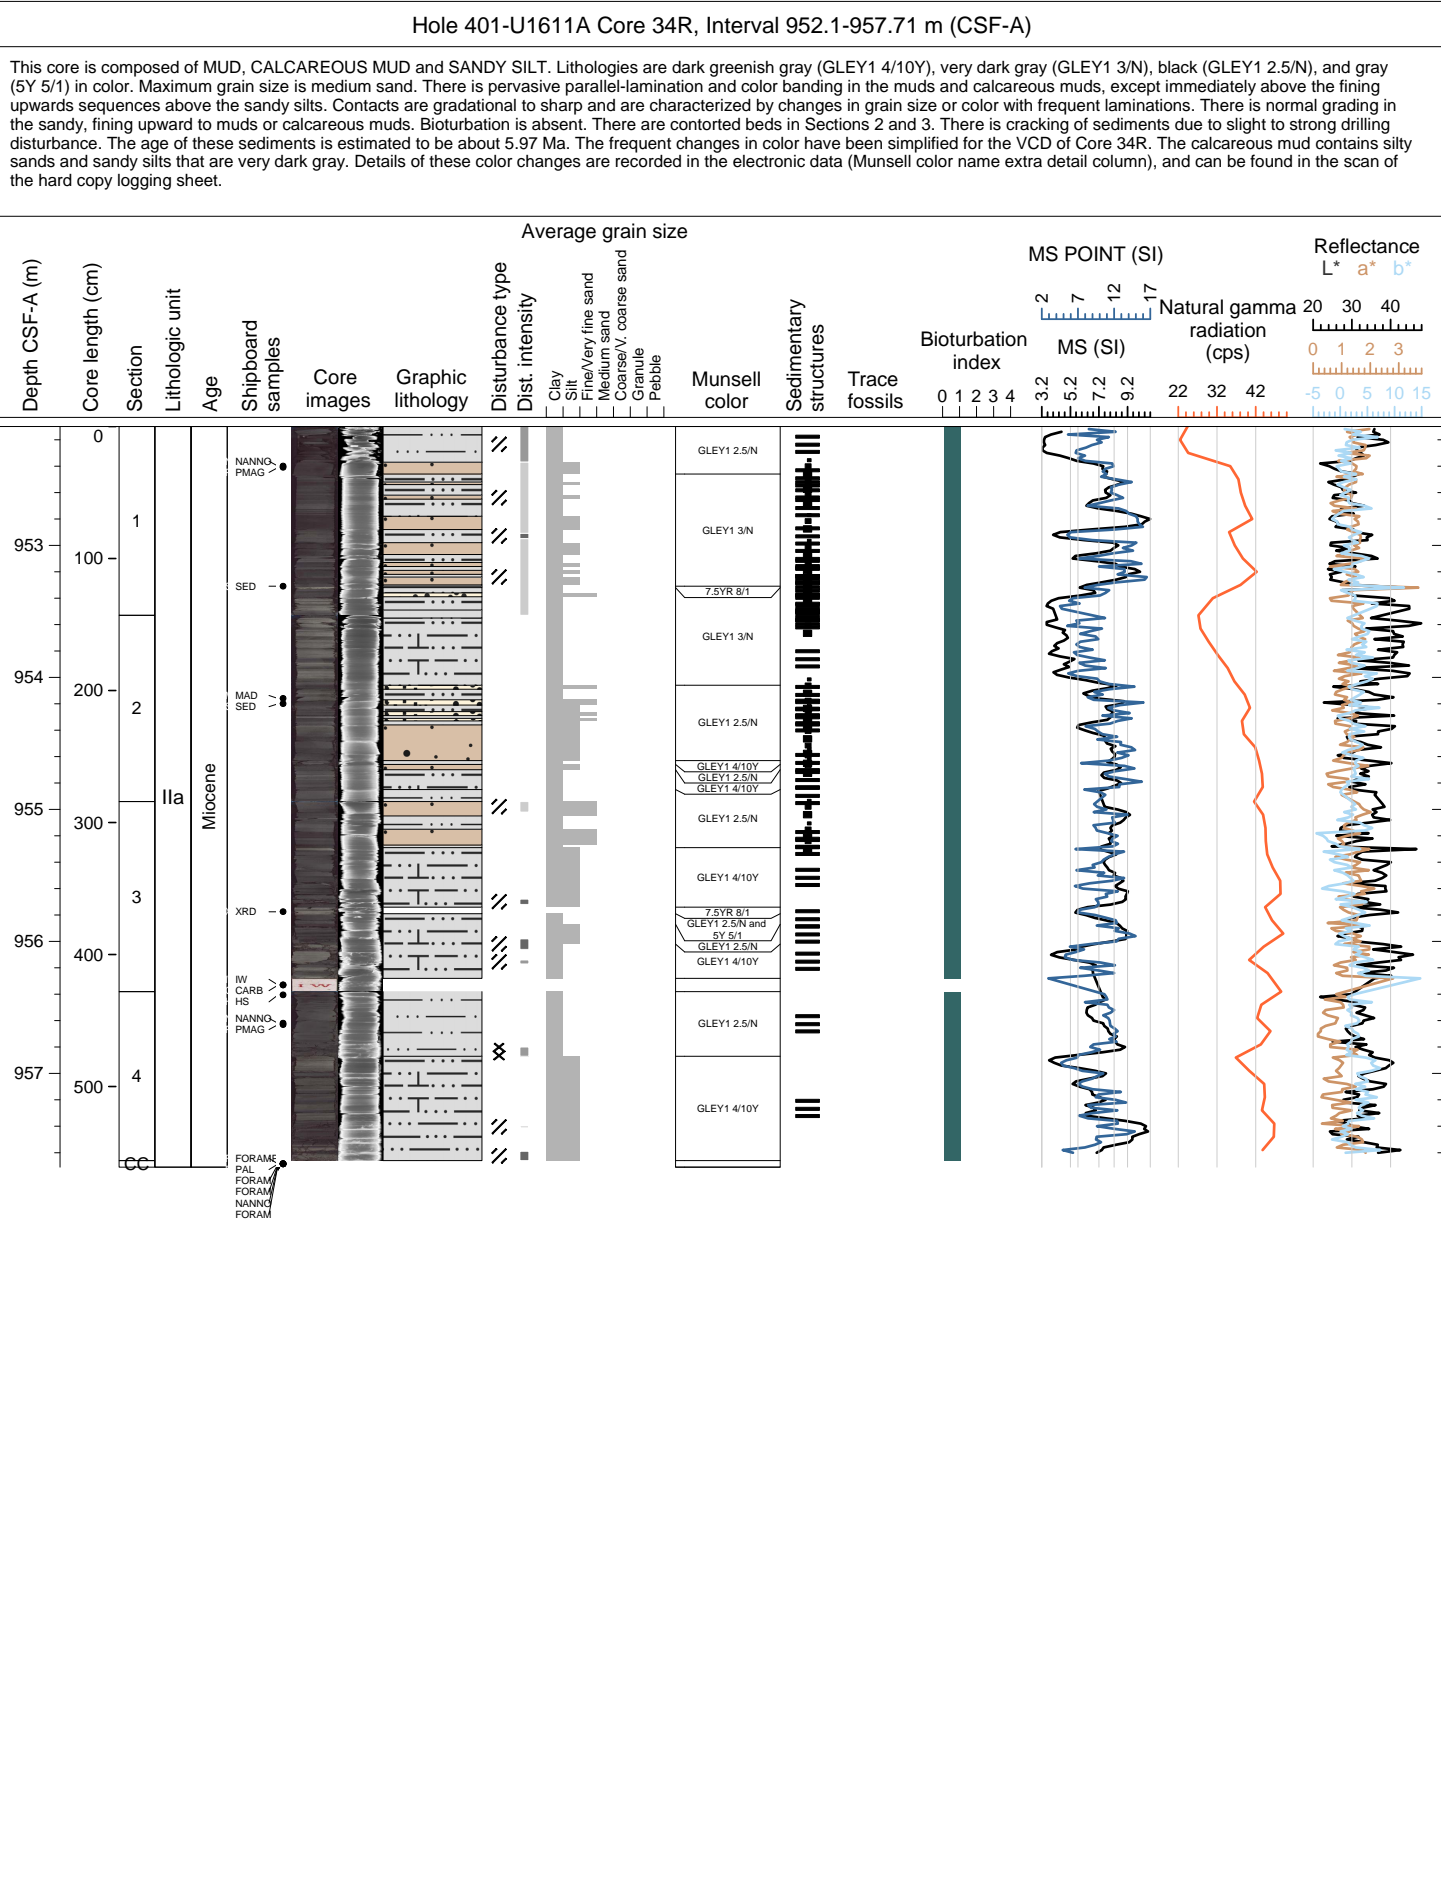 Hole 401-U1611A Core 34R, Interval 952.1-957.71 m (CSF-A)
This core is composed of MUD, CALCAREOUS MUD and SANDY SILT. Lithologies are dark greenish gray (GLEY1 4/10Y), very dark gray (GLEY1 3/N), black (GLEY1 2.5/N), and gray
(5Y 5/1) in color. Maximum grain size is medium sand. There is pervasive parallel-lamination and color banding in the muds and calcareous muds, except immediately above the fining
upwards sequences above the sandy silts. Contacts are gradational to sharp and are characterized by changes in grain size or color with frequent laminations. There is normal grading in
the sandy, fining upward to muds or calcareous muds. Bioturbation is absent. There are contorted beds in Sections 2 and 3. There is cracking of sediments due to slight to strong drilling
disturbance. The age of these sediments is estimated to be about 5.97 Ma. The frequent changes in color have been simplified for the VCD of Core 34R. The calcareous mud contains silty
sands and sandy silts that are very dark gray. Details of these color changes are recorded in the electronic data (Munsell color name extra detail column), and can be found in the scan of
the hard copy logging sheet.
Depth CSF-A (m)
Core length (cm)
Section
Lithologic unit
Age
Shipboard
samples
Core
images
Graphic
lithology
Disturbance type
Dist. intensity
Average grain size
Clay
Silt
Fine/Very fine sand
Medium sand
Coarse/V. coarse sand
Granule
Pebble
Munsell
color
Sedimentary
structures
Trace
fossils
Bioturbation
index
0 1 2 3 4
MS POINT (SI)
2 7 12 17
MS (SI)
3.2 5.2 7.2 9.2
Natural gamma
radiation
(cps)
22 32 42
Reflectance
L* a* b*
20 30 40
0 1 2 3
-5 0 5 10 15
953
954
955
956
957
0
100
200
300
400
500
1
2
3
4
CC
IIa
Miocene
NANNO
PMAG
SED
MAD
SED
XRD
IW
CARB
HS
NANNO
PMAG
FORAM
PAL
FORAM
FORAM
NANNO
FORAM
I W
GLEY1 2.5/N
GLEY1 3/N
7.5YR 8/1
GLEY1 3/N
GLEY1 2.5/N
GLEY1 4/10Y
GLEY1 2.5/N
GLEY1 4/10Y
GLEY1 2.5/N
GLEY1 4/10Y
7.5YR 8/1
GLEY1 2.5/N and
5Y 5/1
GLEY1 2.5/N
GLEY1 4/10Y
GLEY1 2.5/N
GLEY1 4/10Y